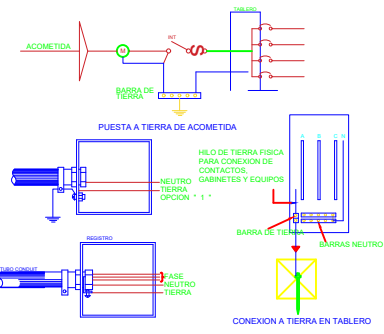 TABLERO
INT
ACOMETIDA
M
BARRA DE
TIERRA
PUESTA A TIERRA DE ACOMETIDA
HILO DE TIERRA FISICA
PARA CONEXION DE
CONTACTOS,
GABINETES Y EQUIPOS.
A B C N
NEUTRO
TIERRA
OPCION " 1 "
BARRA DE TIERRA
BARRAS NEUTRO
REGISTRO
TUBO CONDUIT
FASE
NEUTRO
TIERRA
CONEXION A TIERRA EN TABLERO